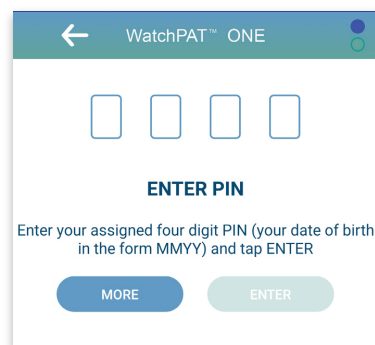 WatchPAT™ ONE
ENTER PIN
Enter your assigned four digit PIN (your date of birth
in the form MMYY) and tap ENTER
MORE ENTER